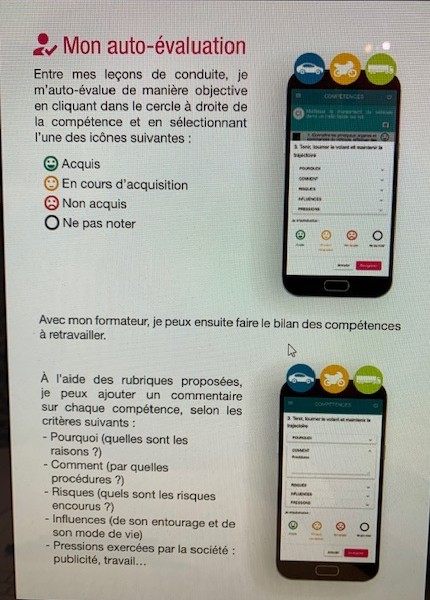 Mon auto-évaluation
Entre mes leçons de conduite, je
m'auto-évalue de manière objective
en cliquant dans le cercle à droite de
la compétence et en sélectionnant
l'une des icônes suivantes :
Acquis
En cours d'acquisition
Non acquis
Ne pas noter
COMPÉTENCES
5. Tenir, tourner le volant et maintenir la
trajectoire
POURQUOI
COMMENT
RISQUES
INFLUENCES
PRESSIONS
Avec mon formateur, je peux ensuite faire le bilan des compétences
à retravailler.
À l'aide des rubriques proposées,
je peux ajouter un commentaire
sur chaque compétence, selon les
critères suivants :
- Pourquoi (quelles sont les
raisons ?)
- Comment (par quelles
procédures ?)
- Risques (quels sont les risques
encourus ?)
- Influences (de son entourage et de
son mode de vie)
- Pressions exercées par la société :
publicité, travail…
COMPÉTENCES
5. Tenir, tourner le volant et maintenir la
trajectoire
POURQUOI
COMMENT
RISQUES
INFLUENCES
PRESSIONS